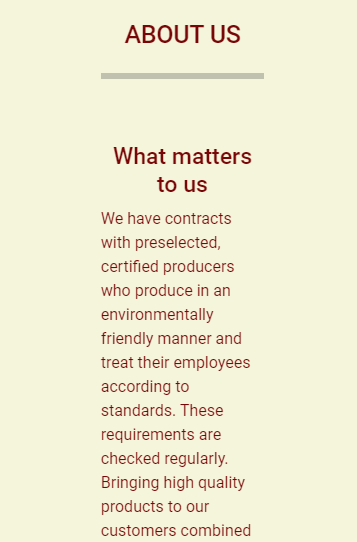 ABOUT US
What matters
to us
We have contracts
with preselected,
certified producers
who produce in an
environmentally
friendly manner and
treat their employees
according to
standards. These
requirements are
checked regularly.
Bringing high quality
products to our
customers combined